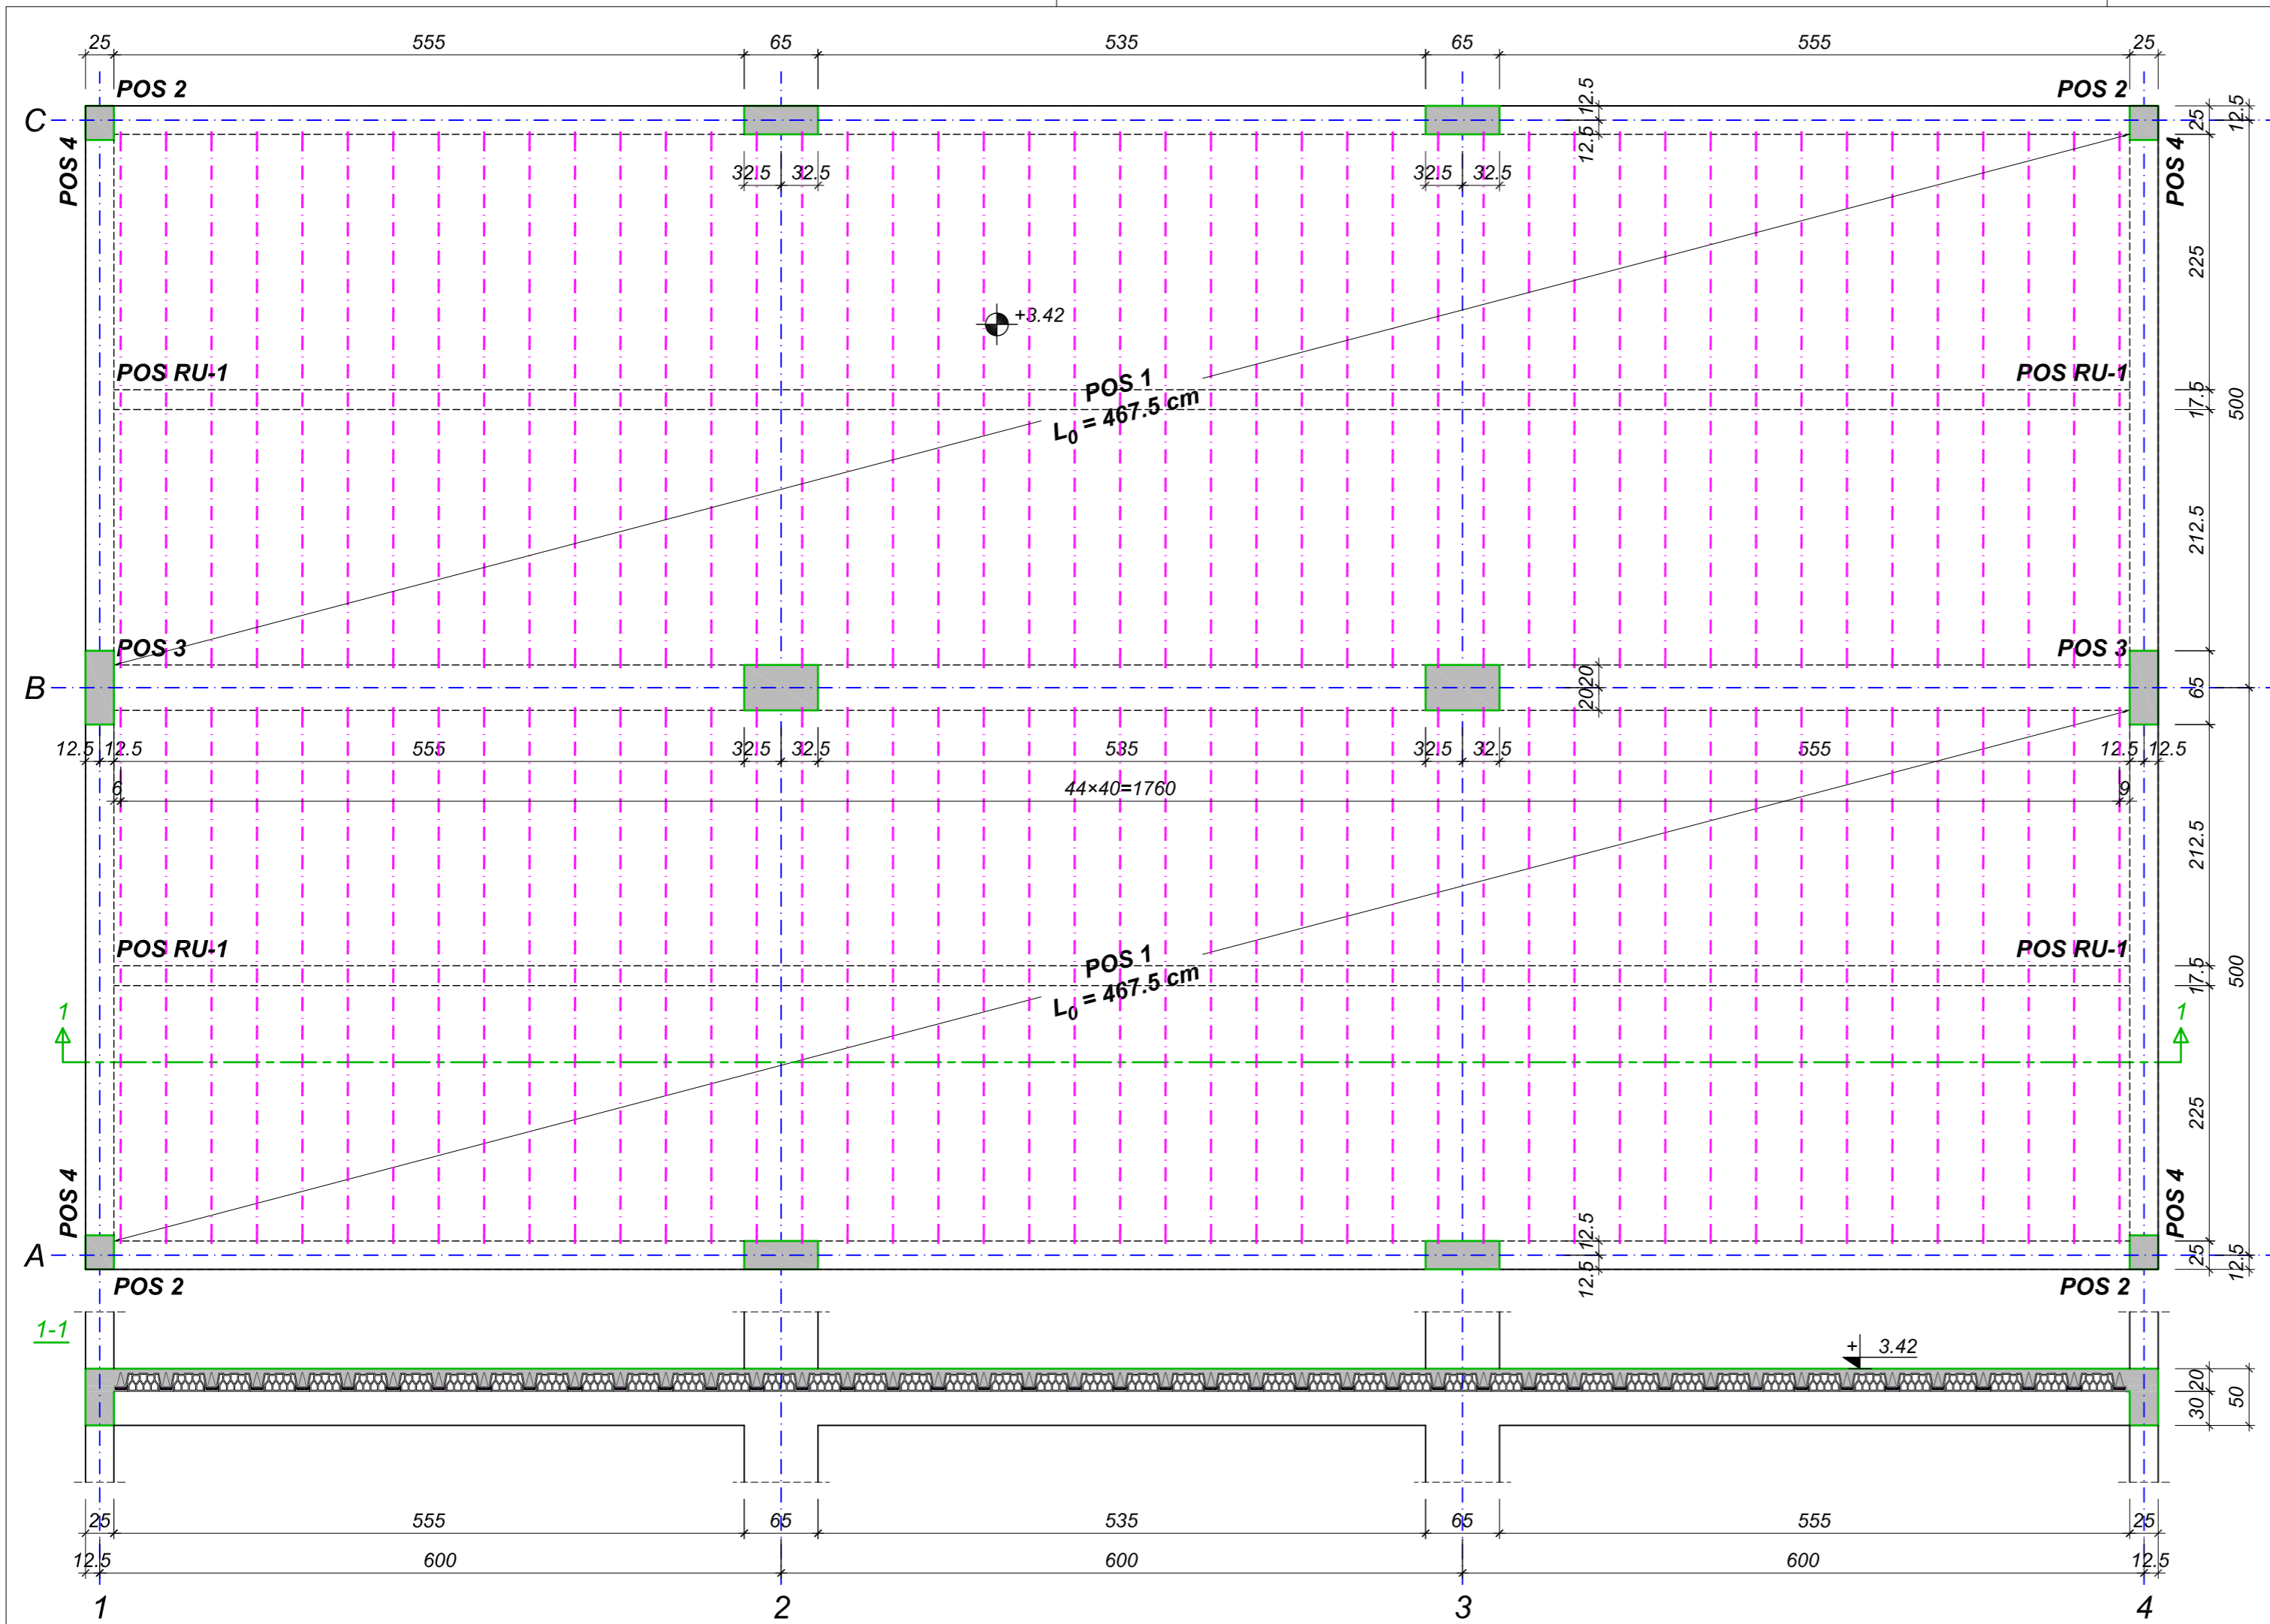 25 555 65 535 65 555 25
POS 2 POS 2
C
12.5
12.5
25
12.5
POS 4 POS 4
32.5 32.5 32.5 32.5
225
+3.42
POS RU-1 POS RU-1
POS 1
L0 = 467.5 cm
17.5
500
212.5
POS 3 POS 3
B
20
20
65
12.5 12.5 555 32.5 32.5 535 32.5 32.5 555 12.5 12.5
6 44×40=1760 9
212.5
POS RU-1 POS RU-1
POS 1
L0 = 467.5 cm
17.5
500
1 1
225
POS 4 POS 4
A
12.5
12.5
25
12.5
POS 2 POS 2
1-1
+ 3.42
20
30
50
25 555 65 535 65 555 25
12.5 600 600 600 12.5
1 2 3 4